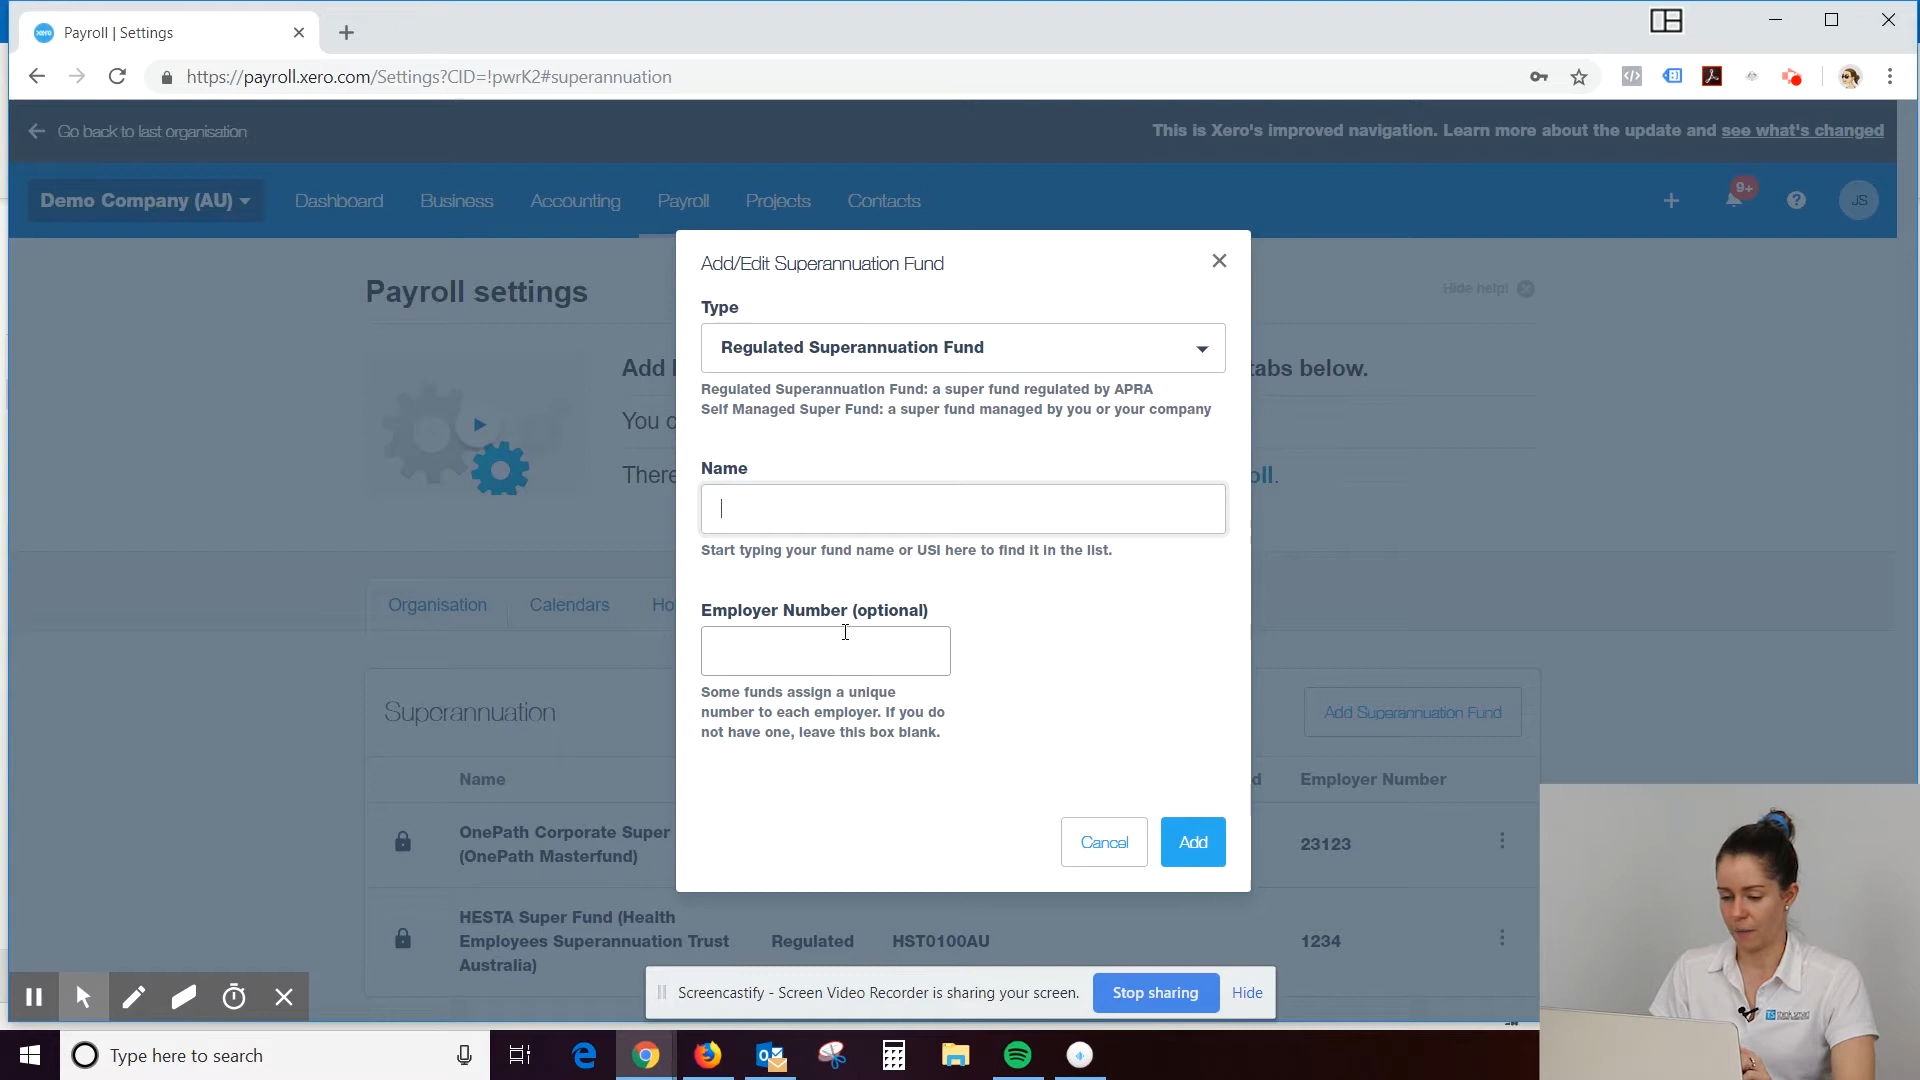 Payroll | Settings
https://payroll.xero.com/Settings?CID=!pwrK2#superannuation
Go back to last organisation
This is Xero's improved navigation. Learn more about the update and see what's changed
Demo Company (AU)
Dashboard
Business
Accounting
Payroll
Projects
Contacts
9+
JS
Payroll settings
Hide help!
Add
tabs below.
You
There
oll.
Organisation
Calendars
Ho
Superannuation
Add Superannuation Fund
Name
d
Employer Number
OnePath Corporate Super
(OnePath Masterfund)
23123
HESTA Super Fund (Health
Employees Superannuation Trust
Australia)
Regulated
HST0100AU
1234
Add/Edit Superannuation Fund
Type
Regulated Superannuation Fund
Regulated Superannuation Fund: a super fund regulated by APRA
Self Managed Super Fund: a super fund managed by you or your company
Name
Start typing your fund name or USI here to find it in the list.
Employer Number (optional)
Some funds assign a unique
number to each employer. If you do
not have one, leave this box blank.
Cancel
Add
Screencastify - Screen Video Recorder is sharing your screen.
Stop sharing
Hide
TS think smart
Type here to search